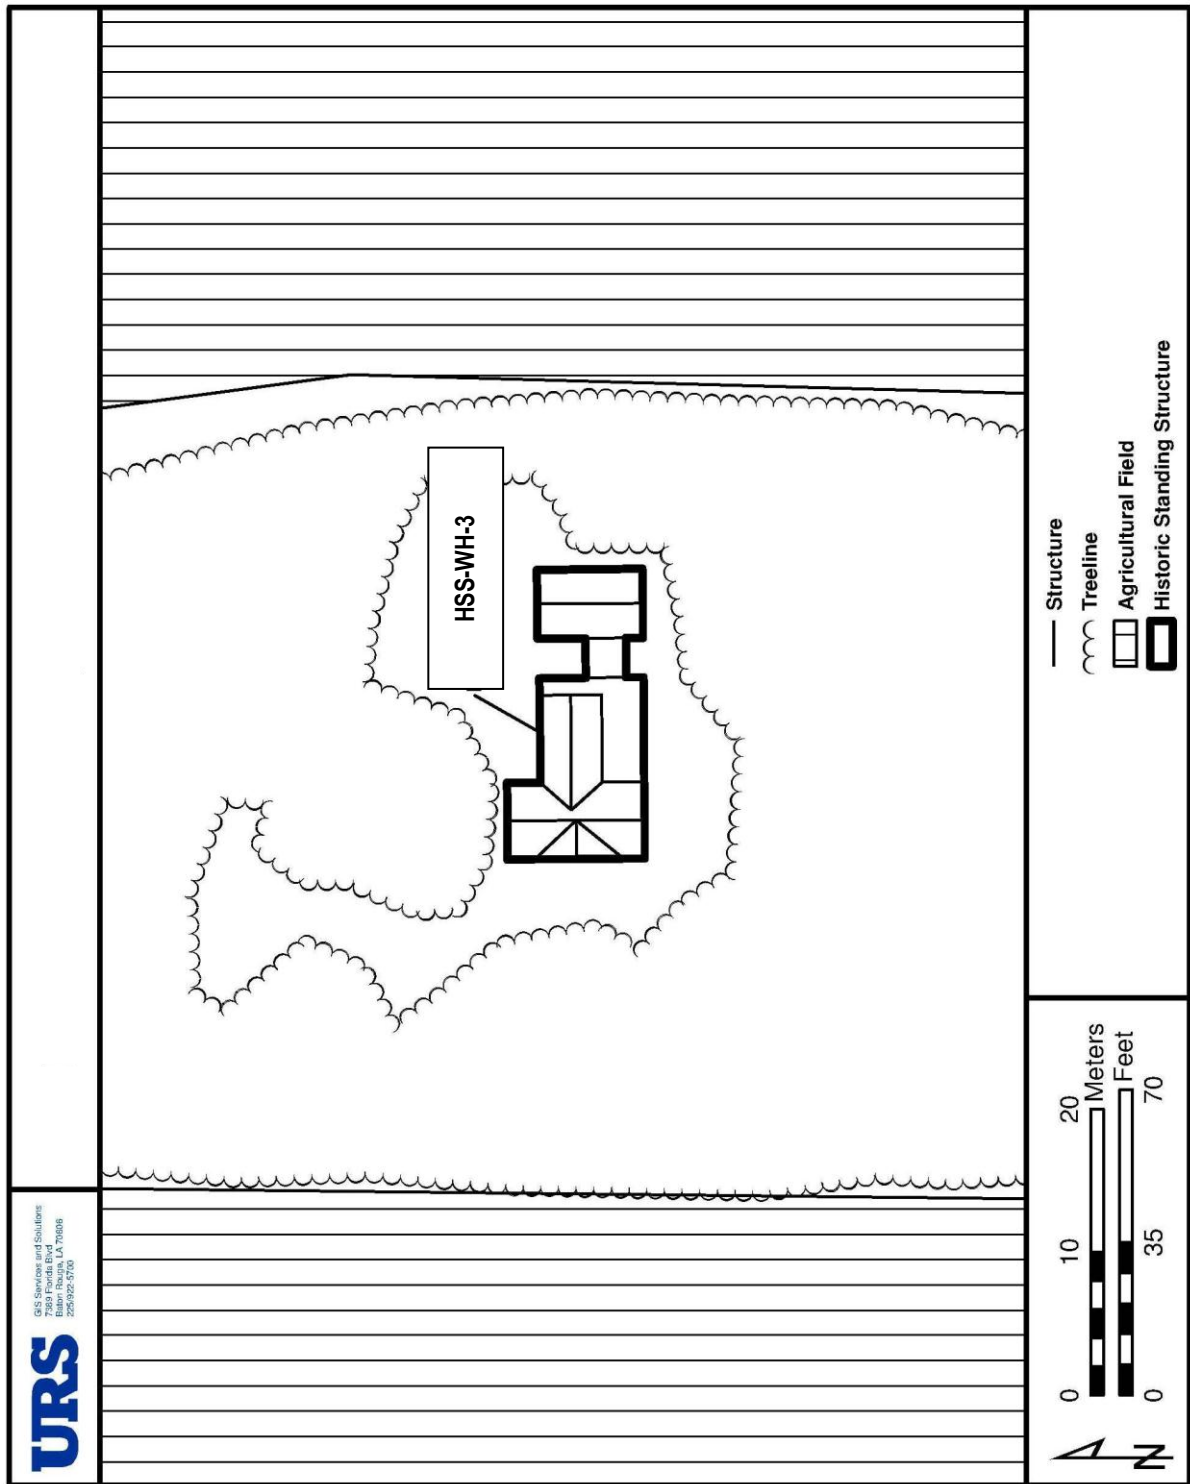 URS
GIS Services and Solutions
7389 Florida Blvd
Baton Rouge, LA 70806
225/922-5700
HSS-WH-3
N
0 10 20
Meters
Feet
0 35 70
Structure
Treeline
Agricultural Field
Historic Standing Structure